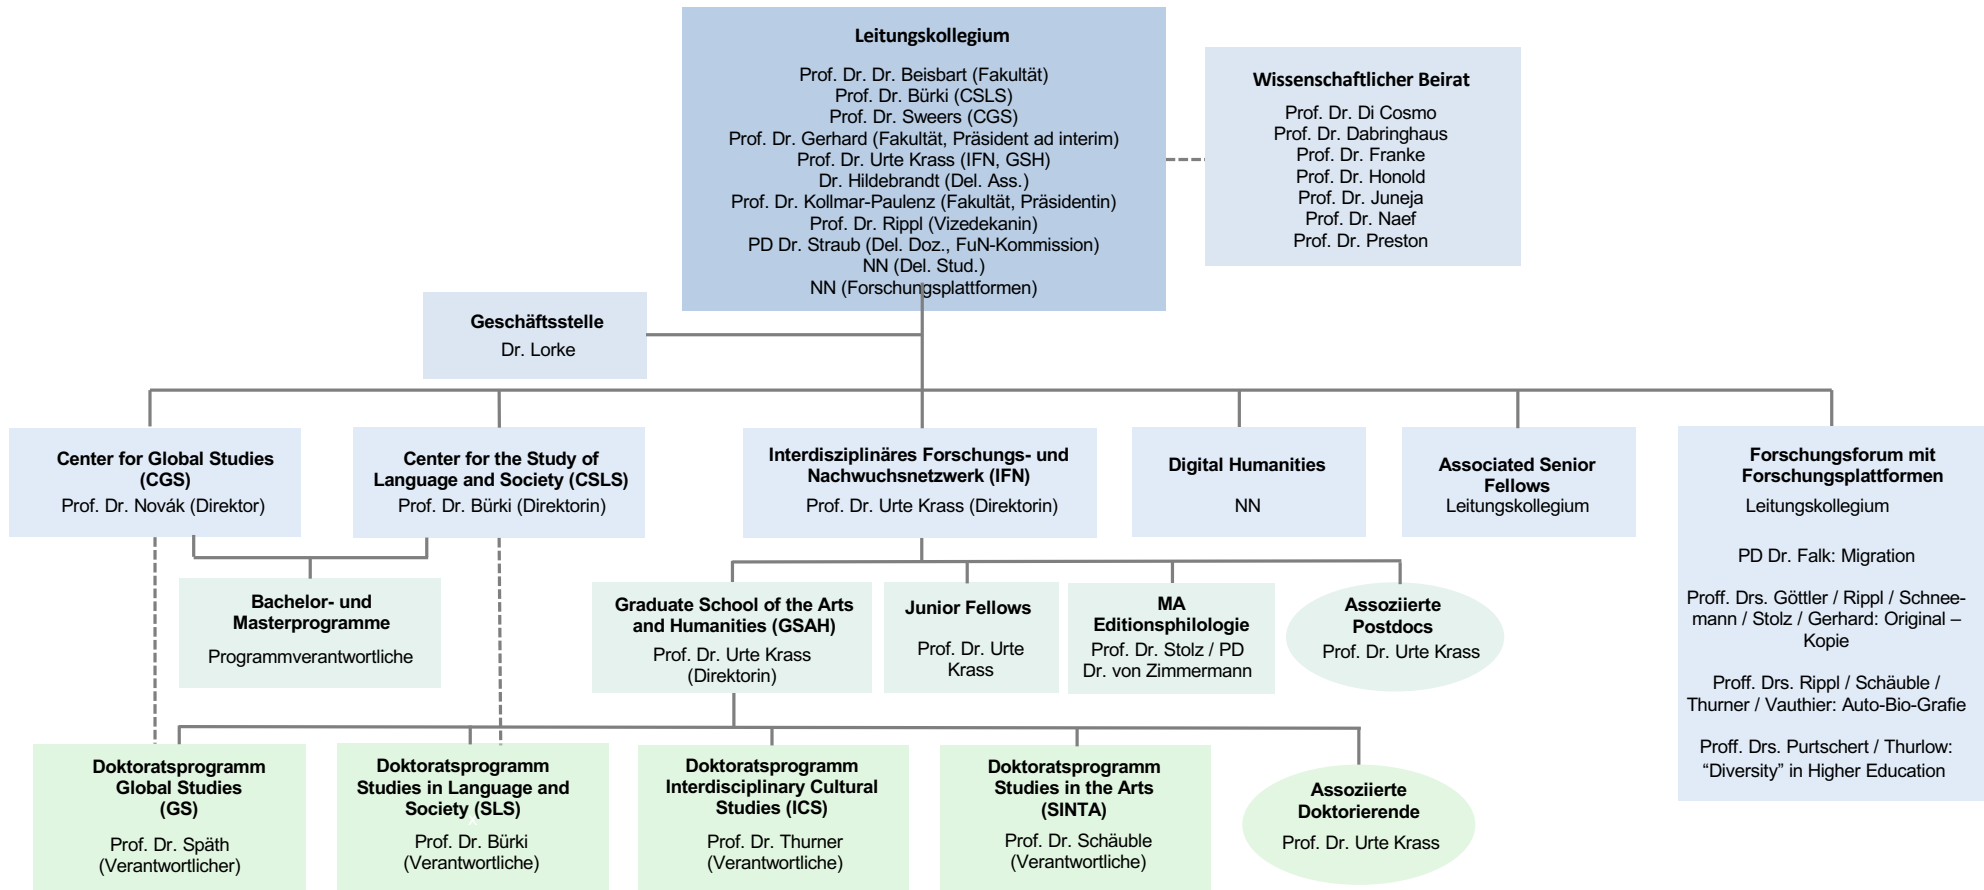 Leitungskollegium
Prof. Dr. Dr. Beisbart (Fakultät)
Prof. Dr. Bürki (CSLS)
Prof. Dr. Sweers (CGS)
Prof. Dr. Gerhard (Fakultät, Präsident ad interim)
Prof. Dr. Urte Krass (IFN, GSH)
Dr. Hildebrandt (Del. Ass.)
Prof. Dr. Kollmar-Paulenz (Fakultät, Präsidentin)
Prof. Dr. Rippl (Vizedekanin)
PD Dr. Straub (Del. Doz., FuN-Kommission)
NN (Del. Stud.)
NN (Forschungsplattformen)
Wissenschaftlicher Beirat
Prof. Dr. Di Cosmo
Prof. Dr. Dabringhaus
Prof. Dr. Franke
Prof. Dr. Honold
Prof. Dr. Juneja
Prof. Dr. Naef
Prof. Dr. Preston
Geschäftsstelle
Dr. Lorke
Center for Global Studies
(CGS)
Prof. Dr. Novák (Direktor)
Center for the Study of
Language and Society (CSLS)
Prof. Dr. Bürki (Direktorin)
Interdisziplinäres Forschungs- und
Nachwuchsnetzwerk (IFN)
Prof. Dr. Urte Krass (Direktorin)
Digital Humanities
NN
Associated Senior
Fellows
Leitungskollegium
Forschungsforum mit
Forschungsplattformen
Leitungskollegium
PD Dr. Falk: Migration
Proff. Drs. Göttler / Rippl / Schnee-
mann / Stolz / Gerhard: Original –
Kopie
Proff. Drs. Rippl / Schäuble /
Thurner / Vauthier: Auto-Bio-Grafie
Proff. Drs. Purtschert / Thurlow:
“Diversity” in Higher Education
Bachelor- und
Masterprogramme
Programmverantwortliche
Graduate School of the Arts
and Humanities (GSAH)
Prof. Dr. Urte Krass
(Direktorin)
Junior Fellows
Prof. Dr. Urte
Krass
MA
Editionsphilologie
Prof. Dr. Stolz / PD
Dr. von Zimmermann
Assoziierte
Postdocs
Prof. Dr. Urte Krass
Doktoratsprogramm
Global Studies
(GS)
Prof. Dr. Späth
(Verantwortlicher)
Doktoratsprogramm
Studies in Language and
Society (SLS)
Prof. Dr. Bürki
(Verantwortliche)
Doktoratsprogramm
Interdisciplinary Cultural
Studies (ICS)
Prof. Dr. Thurner
(Verantwortliche)
Doktoratsprogramm
Studies in the Arts
(SINTA)
Prof. Dr. Schäuble
(Verantwortliche)
Assoziierte
Doktorierende
Prof. Dr. Urte Krass